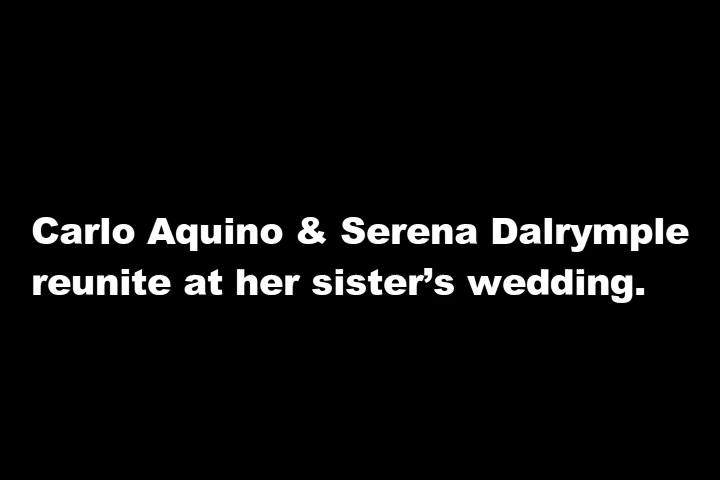 Carlo Aquino & Serena Dalrymple
reunite at her sister’s wedding.